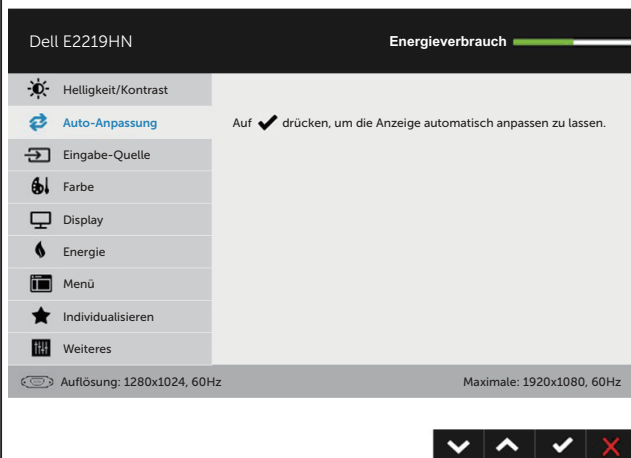 Dell E2219HN
Energieverbrauch
Helligkeit/Kontrast
Auto-Anpassung
Auf ✔ drücken, um die Anzeige automatisch anpassen zu lassen.
Eingabe-Quelle
Farbe
Display
Energie
Menü
Individualisieren
Weiteres
Auflösung: 1280x1024, 60Hz
Maximale: 1920x1080, 60Hz